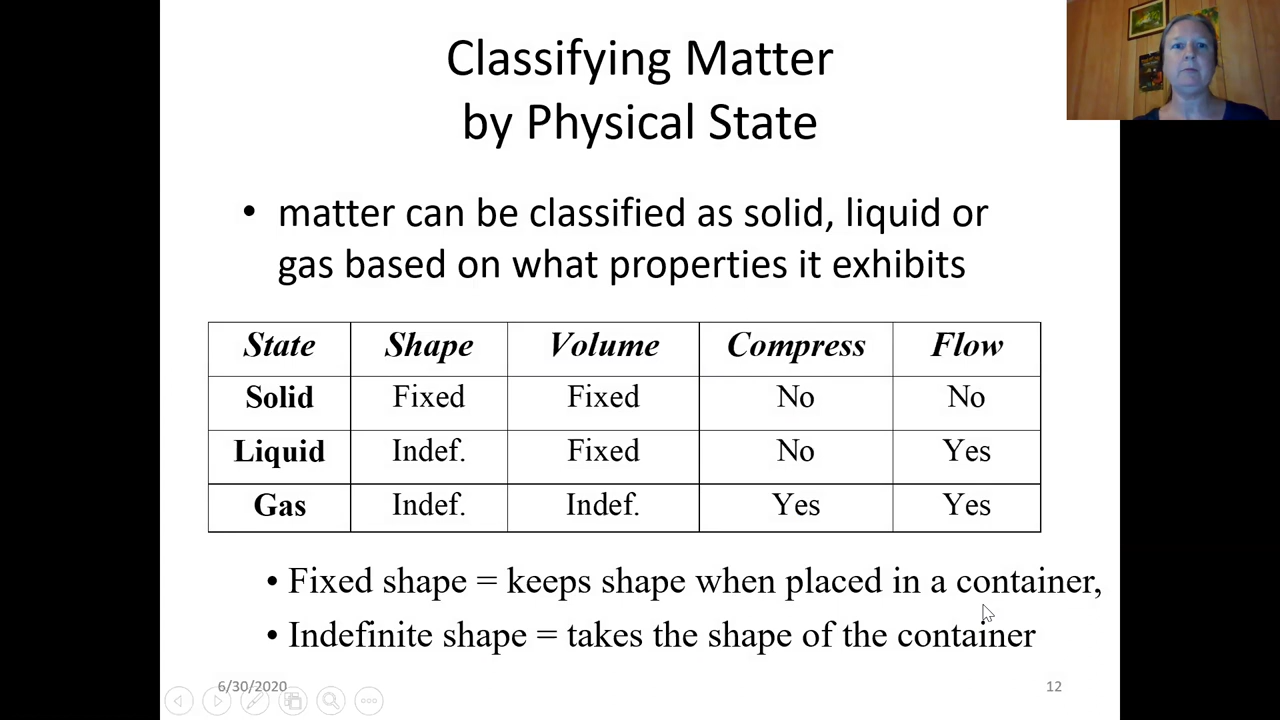 Classifying Matter
by Physical State
• matter can be classified as solid, liquid or
gas based on what properties it exhibits
State Shape Volume Compress Flow
Solid Fixed Fixed No No
Liquid Indef. Fixed No Yes
Gas Indef. Indef. Yes Yes
• Fixed shape = keeps shape when placed in a container,
• Indefinite shape = takes the shape of the container
6/30/2020 12